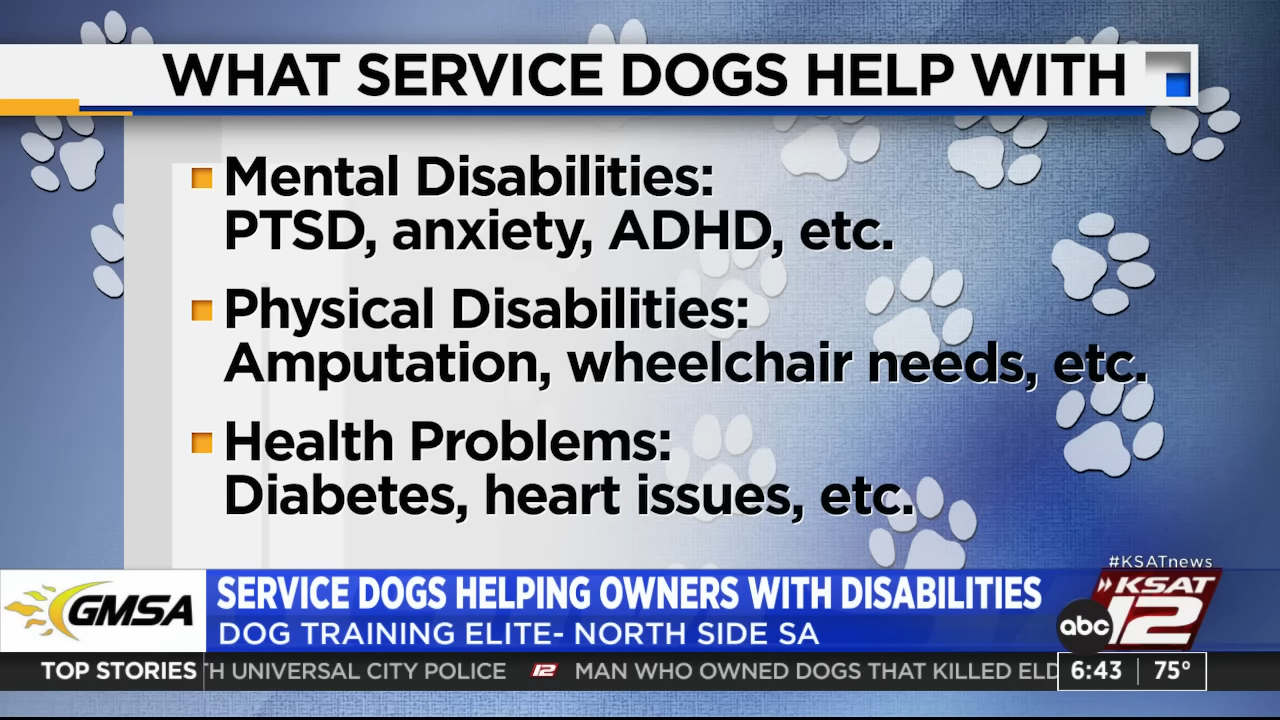 WHAT SERVICE DOGS HELP WITH
Mental Disabilities:
PTSD, anxiety, ADHD, etc.
Physical Disabilities:
Amputation, wheelchair needs, etc.
Health Problems:
Diabetes, heart issues, etc.
#KSATnews
GMSA
SERVICE DOGS HELPING OWNERS WITH DISABILITIES
DOG TRAINING ELITE- NORTH SIDE SA
KSAT
abc 12
TOP STORIES TH UNIVERSAL CITY POLICE 12 MAN WHO OWNED DOGS THAT KILLED ELD 6:43 75°